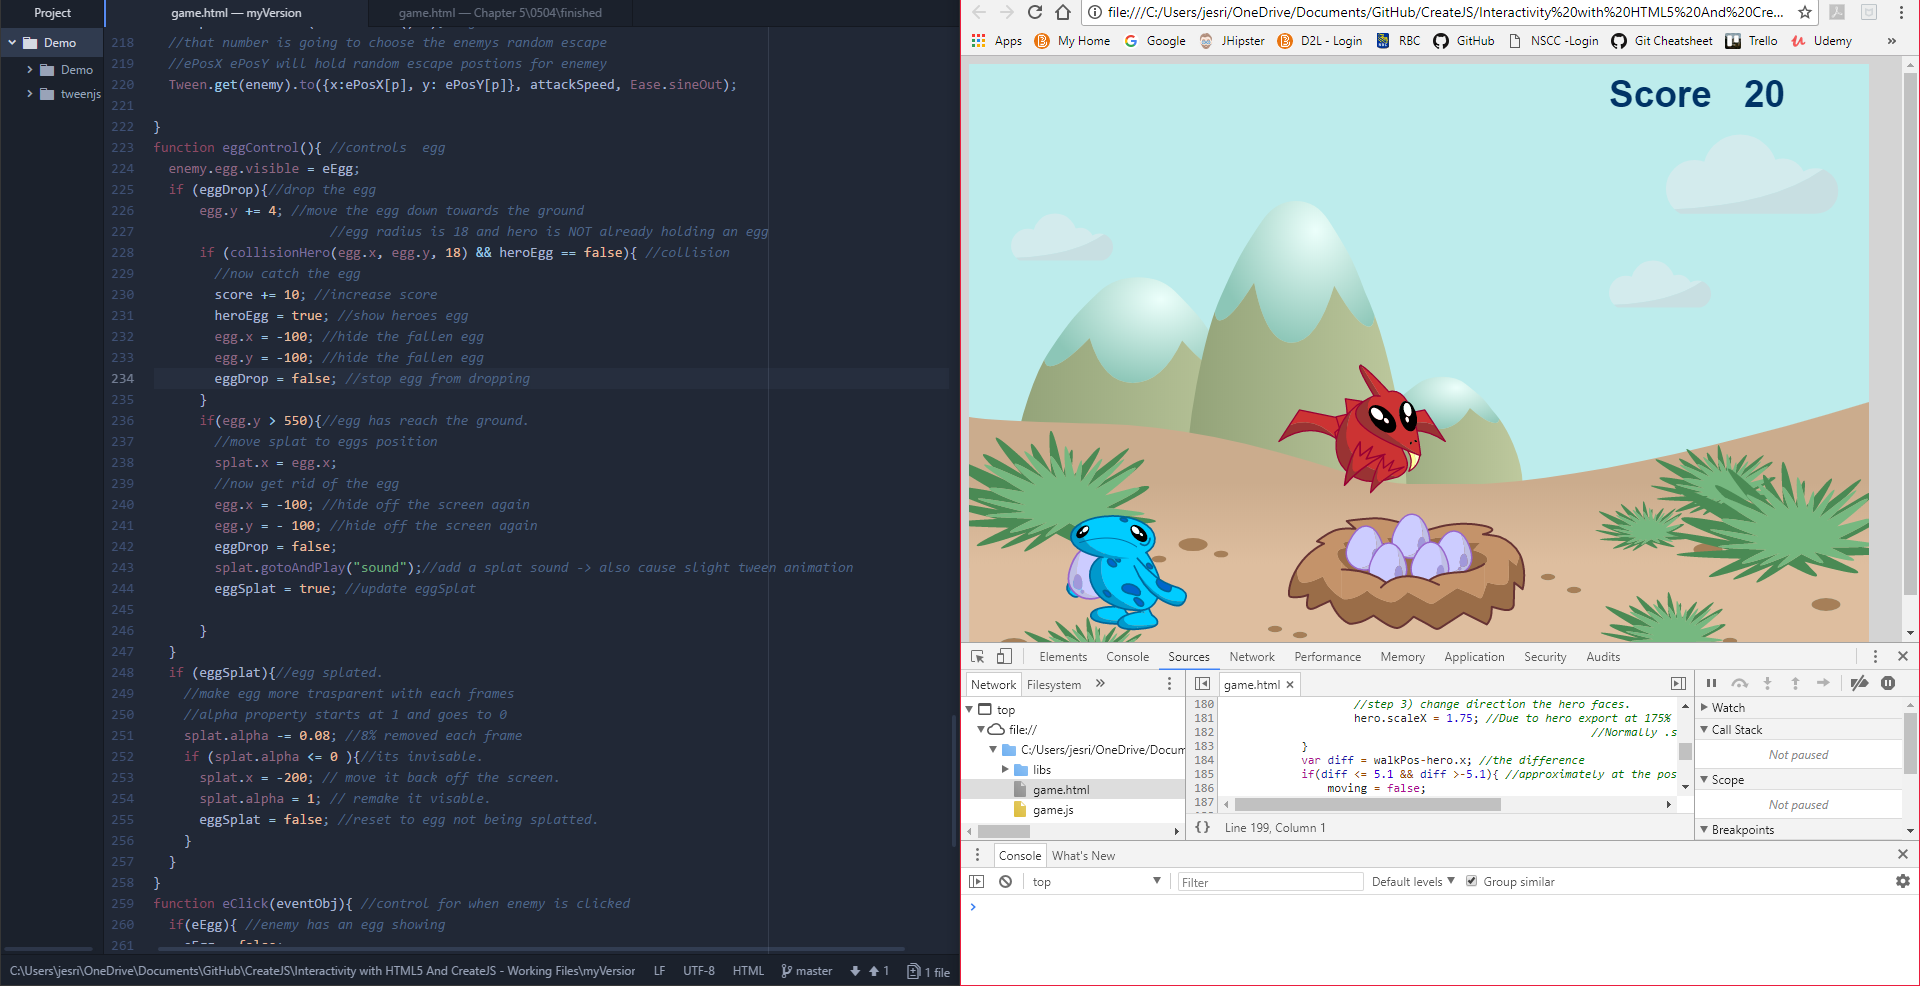 Project
game.html — myVersion
game.html — Chapter 5\0504\finished
Demo
Demo
tweenjs
218 //that number is going to choose the enemys random escape
219 //ePosX ePosY will hold random escape postions for enemey
220 Tween.get(enemy).to({x:ePosX[p], y: ePosY[p]}, attackSpeed, Ease.sineOut);
221
222 }
223 function eggControl(){ //controls  egg
224 enemy.egg.visible = eEgg;
225 if (eggDrop){//drop the egg
226 egg.y += 4; //move the egg down towards the ground
227 //egg radius is 18 and hero is NOT already holding an egg
228 if (collisionHero(egg.x, egg.y, 18) && heroEgg == false){ //collision
229 //now catch the egg
230 score += 10; //increase score
231 heroEgg = true; //show heroes egg
232 egg.x = -100; //hide the fallen egg
233 egg.y = -100; //hide the fallen egg
234 eggDrop = false; //stop egg from dropping
235 }
236 if(egg.y > 550){//egg has reach the ground.
237 //move splat to eggs position
238 splat.x = egg.x;
239 //now get rid of the egg
240 egg.x = -100; //hide off the screen again
241 egg.y = - 100; //hide off the screen again
242 eggDrop = false;
243 splat.gotoAndPlay("sound");//add a splat sound -> also cause slight tween animation
244 eggSplat = true; //update eggSplat
245
246 }
247 }
248 if (eggSplat){//egg splated.
249 //make egg more trasparent with each frames
250 //alpha property starts at 1 and goes to 0
251 splat.alpha -= 0.08; //8% removed each frame
252 if (splat.alpha <= 0 ){//its invisable.
253 splat.x = -200; // move it back off the screen.
254 splat.alpha = 1; // remake it visable.
255 eggSplat = false; //reset to egg not being splatted.
256 }
257 }
258 }
259 function eClick(eventObj){ //control for when enemy is clicked
260 if(eEgg){ //enemy has an egg showing
261
C:\Users\jesri\OneDrive\Documents\GitHub\CreateJS\Interactivity with HTML5 And CreateJS - Working Files\myVersior
LF UTF-8 HTML master 1 1 file
file:///C:/Users/jesri/OneDrive/Documents/GitHub/CreateJS/Interactivity%20with%20HTML5%20And%20Cre...
Apps My Home Google JHipster D2L - Login RBC GitHub NSCC -Login Git Cheatsheet Trello Udemy »
Score 20
Elements Console Sources Network Performance Memory Application Security Audits
Network Filesystem »
game.html
top
file://
C:/Users/jesri/OneDrive/Docum
libs
game.html
game.js
180 //step 3) change direction the hero faces.
181 hero.scaleX = 1.75; //Due to hero export at 175%
182 //Normally .s
183 }
184 var diff = walkPos-hero.x; //the difference
185 if(diff <= 5.1 && diff >-5.1){ //approximately at the pos
186 moving = false;
187
{} Line 199, Column 1
Watch
Call Stack
Not paused
Scope
Not paused
Breakpoints
Console What's New
top Filter Default levels Group similar